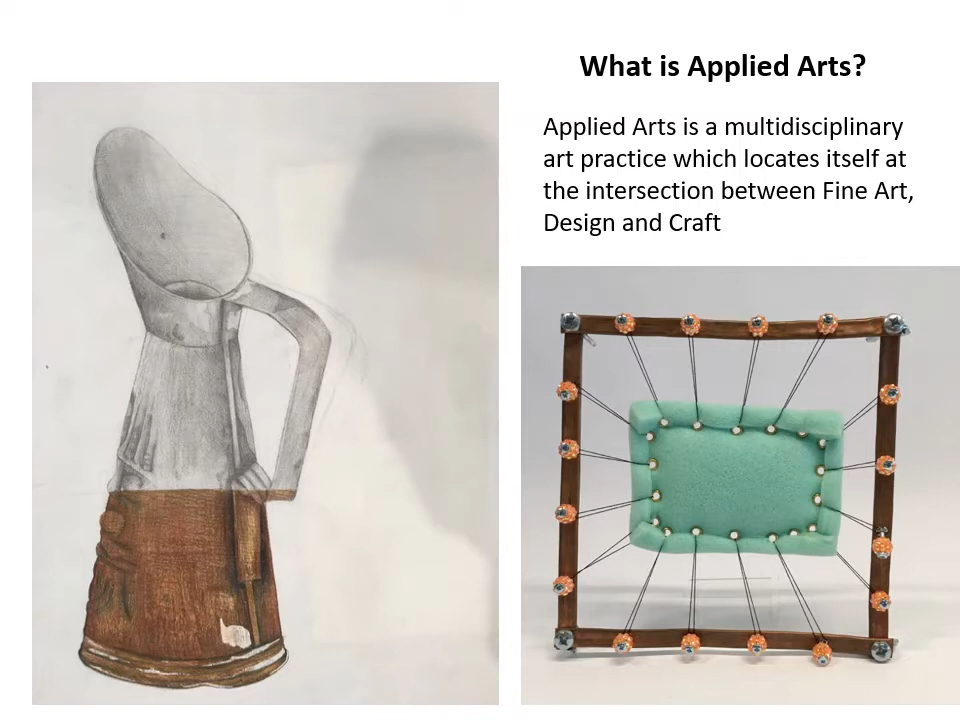 What is Applied Arts?
Applied Arts is a multidisciplinary
art practice which locates itself at
the intersection between Fine Art,
Design and Craft